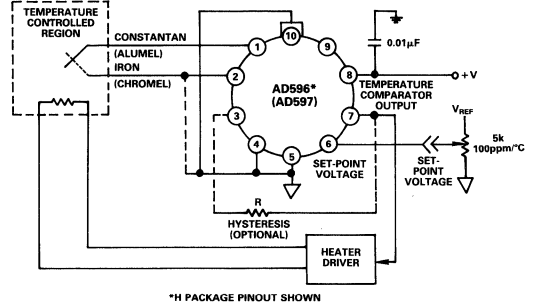 TEMPERATURE
CONTROLLED
REGION
CONSTANTAN
(ALUMEL)
IRON
(CHROMEL)
10
1
9
2
8
3
7
4
6
5
AD596*
(AD597)
0.01µF
+V
TEMPERATURE
COMPARATOR
OUTPUT
SET-POINT
VOLTAGE
VREF
5k
100ppm/°C
SET-
POINT
VOLTAGE
R
HYSTERESIS
(OPTIONAL)
HEATER
DRIVER
*H PACKAGE PINOUT SHOWN